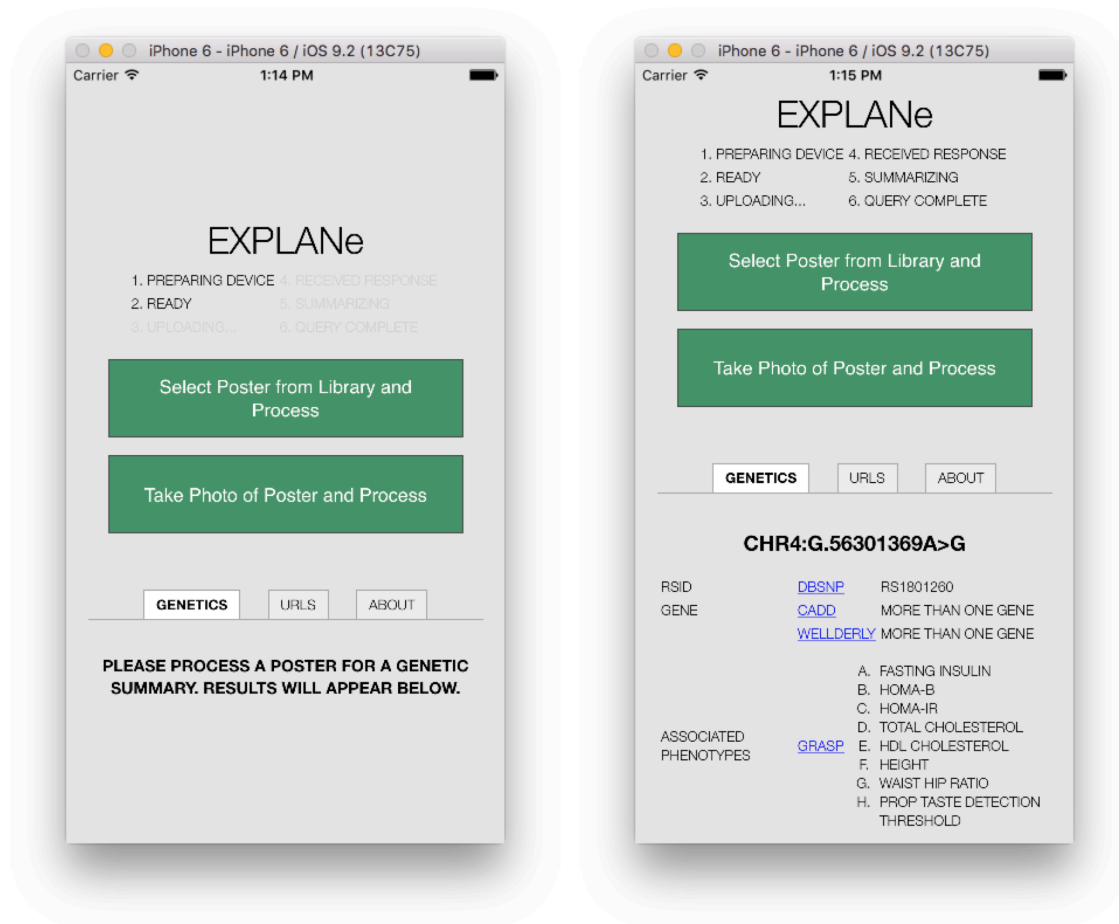 iPhone 6 - iPhone 6 / iOS 9.2 (13C75)
Carrier
1:14 PM
EXPLANe
1. PREPARING DEVICE 4. RECEIVED RESPONSE
2. READY 5. SUMMARIZING
3. UPLOADING... 6. QUERY COMPLETE
Select Poster from Library and
Process
Take Photo of Poster and Process
GENETICS URLS ABOUT
PLEASE PROCESS A POSTER FOR A GENETIC
SUMMARY. RESULTS WILL APPEAR BELOW.
iPhone 6 - iPhone 6 / iOS 9.2 (13C75)
Carrier
1:15 PM
EXPLANe
1. PREPARING DEVICE 4. RECEIVED RESPONSE
2. READY 5. SUMMARIZING
3. UPLOADING... 6. QUERY COMPLETE
Select Poster from Library and
Process
Take Photo of Poster and Process
GENETICS URLS ABOUT
CHR4:G.56301369A>G
RSID DBSNP RS1801260
GENE CADD MORE THAN ONE GENE
WELLDERLY MORE THAN ONE GENE
ASSOCIATED
PHENOTYPES
GRASP
A. FASTING INSULIN
B. HOMA-B
C. HOMA-IR
D. TOTAL CHOLESTEROL
E. HDL CHOLESTEROL
F. HEIGHT
G. WAIST HIP RATIO
H. PROP TASTE DETECTION
THRESHOLD